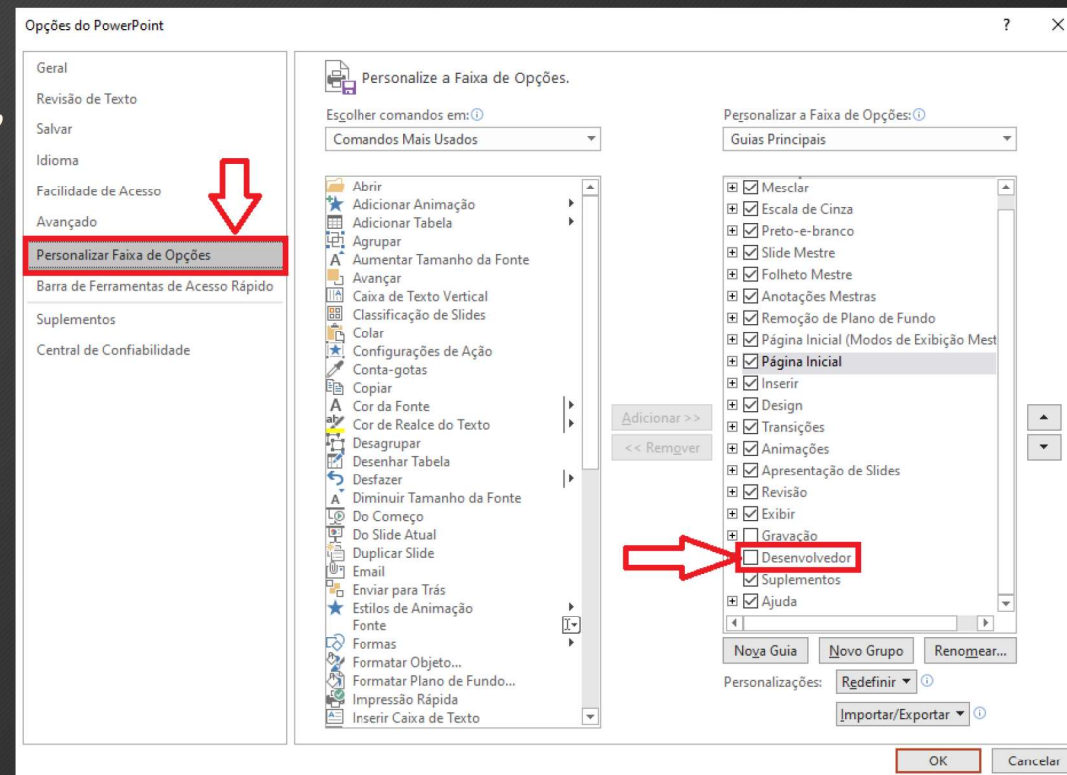 Opções do PowerPoint
?
Geral
Revisão de Texto
Salvar
Idioma
Facilidade de Acesso
Avançado
Personalizar Faixa de Opções
Barra de Ferramentas de Acesso Rápido
Suplementos
Central de Confiabilidade
Personalize a Faixa de Opções.
Escolher comandos em:
Comandos Mais Usados
Abrir
Adicionar Animação
Adicionar Tabela
Agrupar
Aumentar Tamanho da Fonte
Avançar
Caixa de Texto Vertical
Classificação de Slides
Colar
Configurações de Ação
Conta-gotas
Copiar
Cor da Fonte
Cor de Realce do Texto
Desagrupar
Desenhar Tabela
Desfazer
Diminuir Tamanho da Fonte
Do Começo
Do Slide Atual
Duplicar Slide
Email
Enviar para Trás
Estilos de Animação
Fonte
Formas
Formatar Objeto...
Formatar Plano de Fundo...
Impressão Rápida
Inserir Caixa de Texto
Adicionar >>
<< Remover
Personalizar a Faixa de Opções:
Guias Principais
Mesclar
Escala de Cinza
Preto-e-branco
Slide Mestre
Folheto Mestre
Anotações Mestras
Remoção de Plano de Fundo
Página Inicial (Modos de Exibição Mest
Página Inicial
Inserir
Design
Transições
Animações
Apresentação de Slides
Revisão
Exibir
Gravação
Desenvolvedor
Suplementos
Ajuda
Nova Guia Novo Grupo Renomear...
Personalizações: Redefinir
Importar/Exportar
OK Cancelar